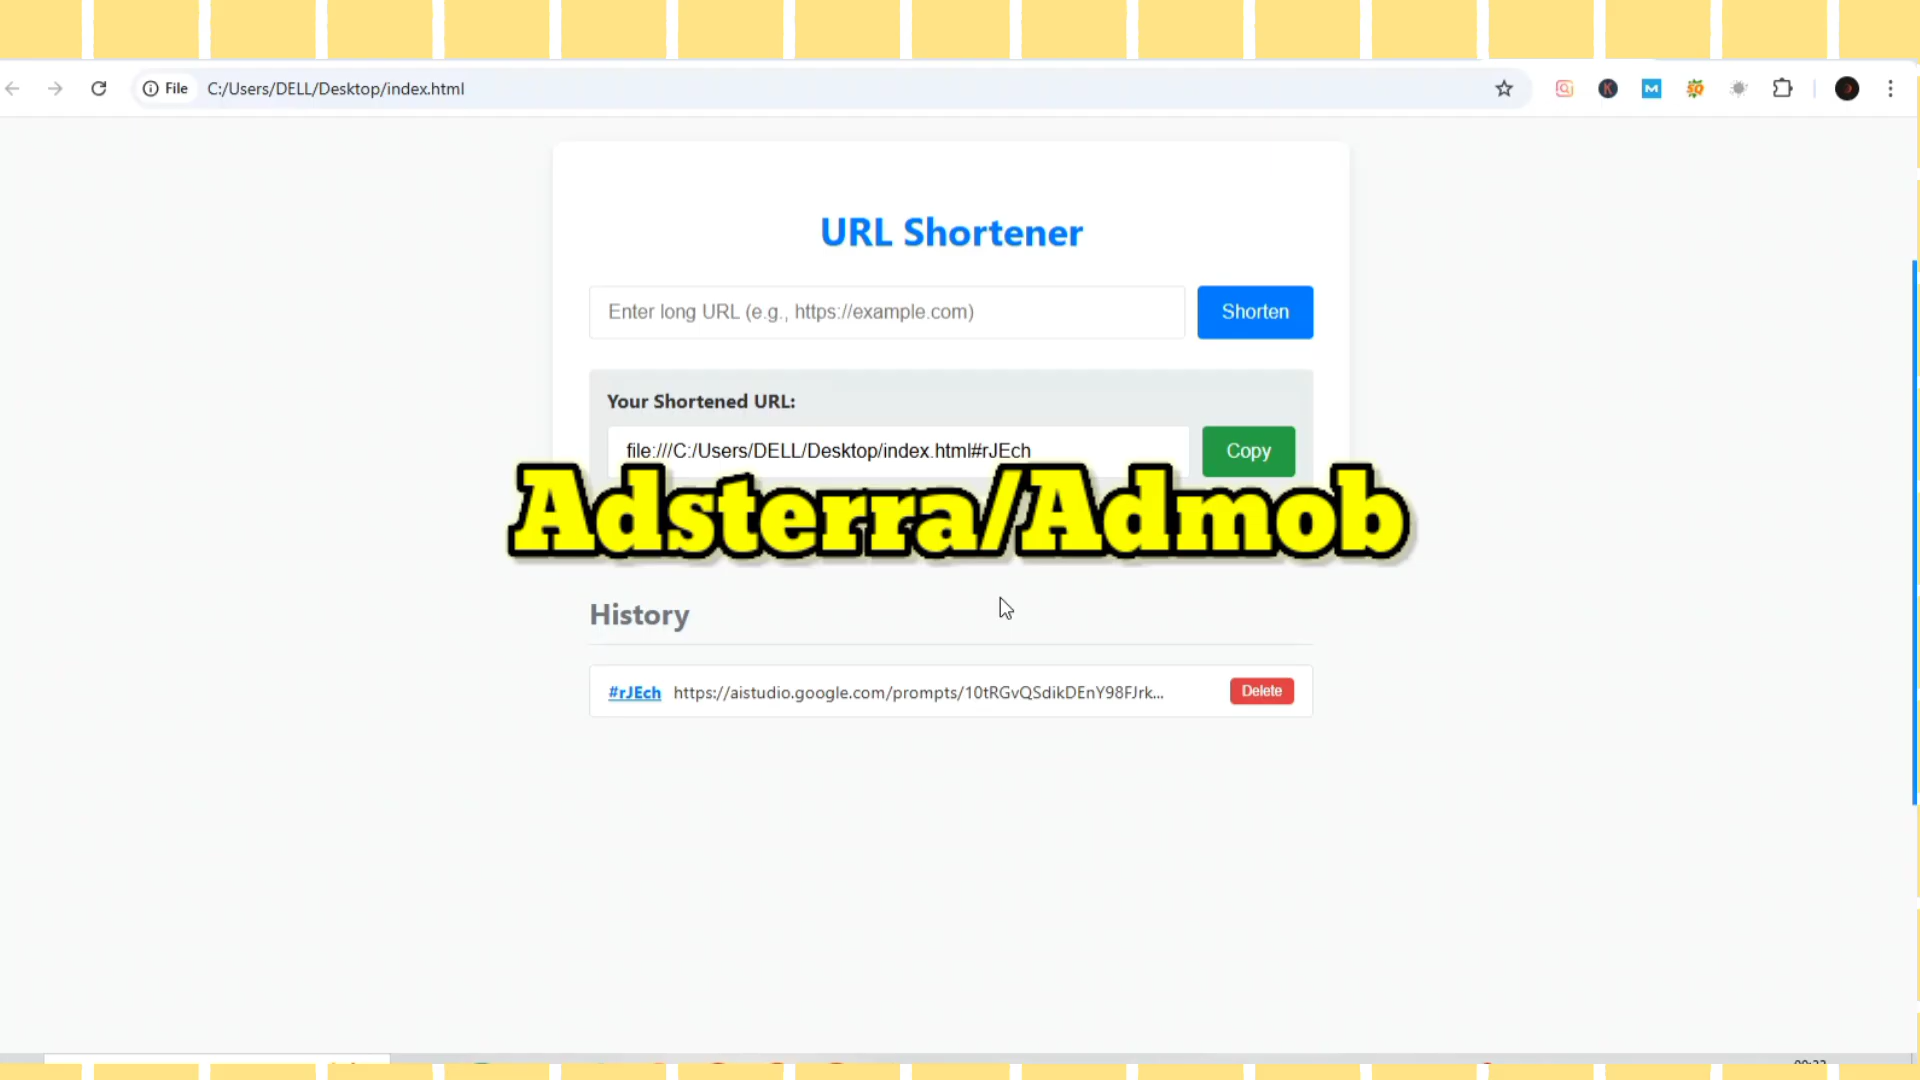 File C:/Users/DELL/Desktop/index.html
URL Shortener
Enter long URL (e.g., https://example.com)
Shorten
Your Shortened URL:
file:///C:/Users/DELL/Desktop/index.html#rJEch
Copy
Adsterra/Admob
History
#rJEch https://aistudio.google.com/prompts/10tRGvQSdikDEnY98FJrk...
Delete